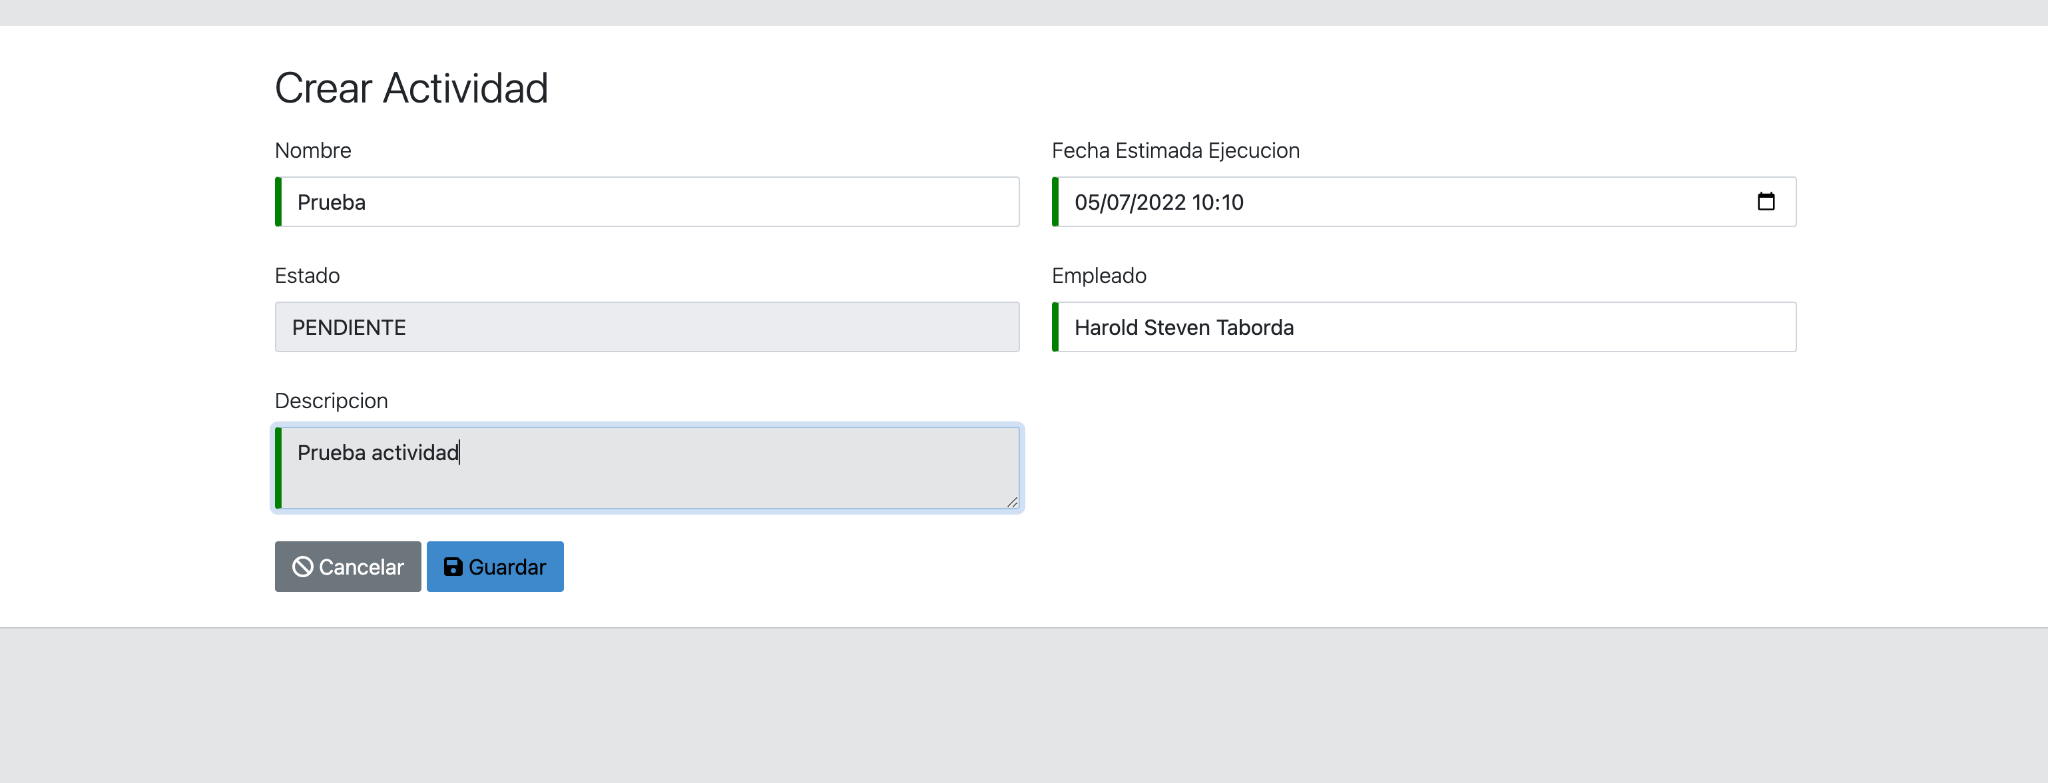 Crear Actividad
Nombre
Prueba
Fecha Estimada Ejecucion
05/07/2022 10:10
Estado
PENDIENTE
Empleado
Harold Steven Taborda
Descripcion
Prueba actividad
Cancelar
Guardar